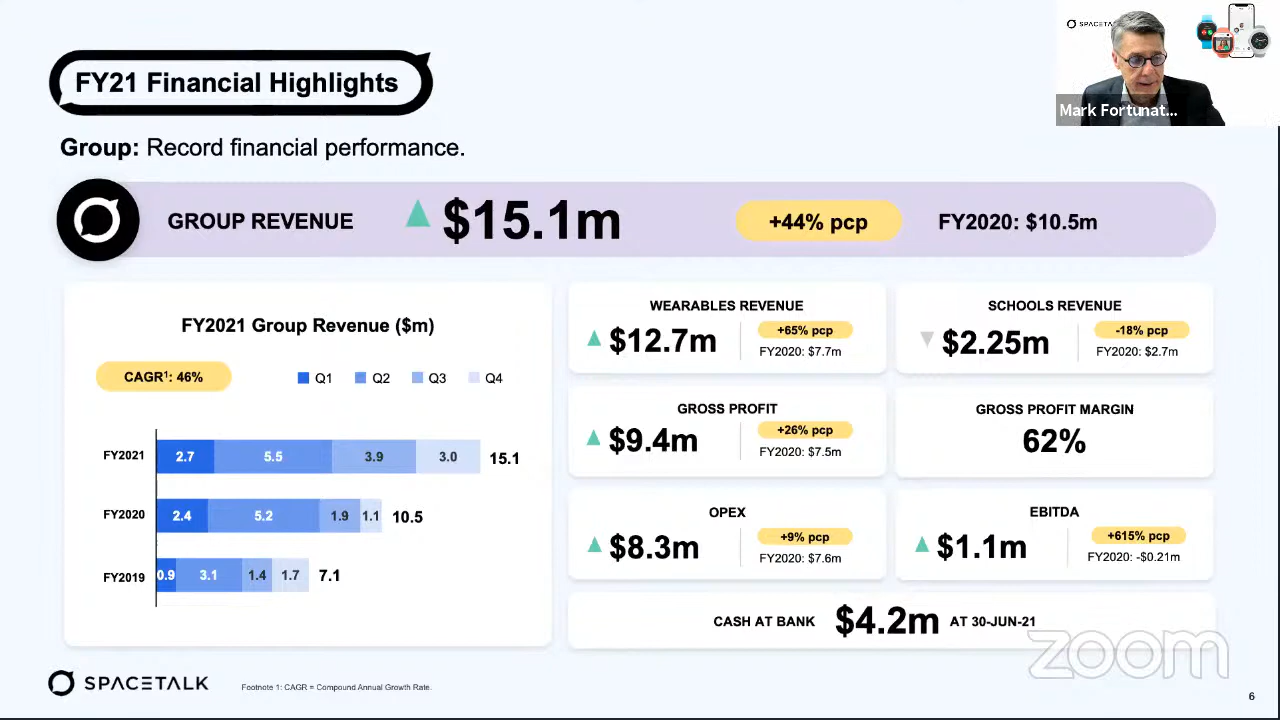 SPACETALK
Mark Fortunat...
FY21 Financial Highlights
Group: Record financial performance.
GROUP REVENUE $15.1m +44% pcp FY2020: $10.5m
FY2021 Group Revenue ($m)
CAGR¹: 46%
Q1 Q2 Q3 Q4
FY2021 2.7 5.5 3.9 3.0 15.1
FY2020 2.4 5.2 1.9 1.1 10.5
FY2019 0.9 3.1 1.4 1.7 7.1
WEARABLES REVENUE
$12.7m
+65% pcp
FY2020: $7.7m
SCHOOLS REVENUE
$2.25m
-18% pcp
FY2020: $2.7m
GROSS PROFIT
$9.4m
+26% pcp
FY2020: $7.5m
GROSS PROFIT MARGIN
62%
OPEX
$8.3m
+9% pcp
FY2020: $7.6m
EBITDA
$1.1m
+615% pcp
FY2020: -$0.21m
CASH AT BANK $4.2m AT 30-JUN-21
zoom
SPACETALK
Footnote 1: CAGR = Compound Annual Growth Rate.
6